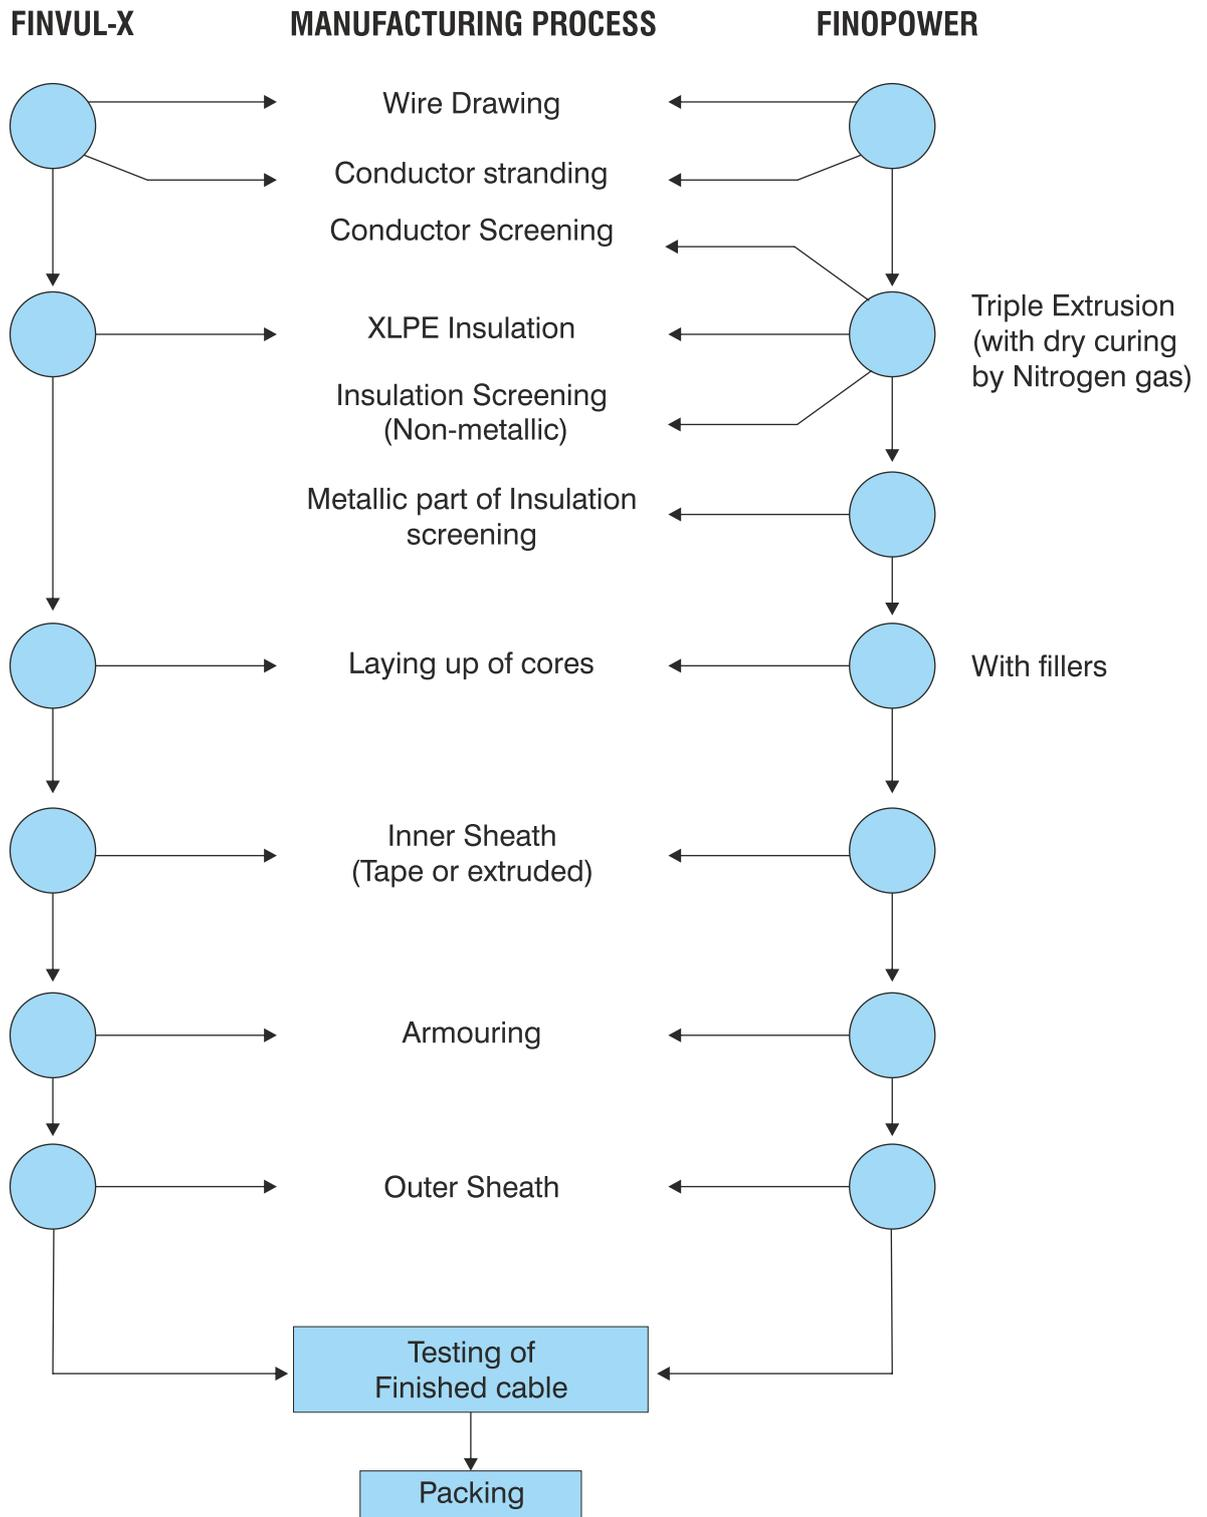 FINVUL-X MANUFACTURING PROCESS FINOPOWER
Wire Drawing
Conductor stranding
Conductor Screening
XLPE Insulation
Triple Extrusion
(with dry curing
by Nitrogen gas)
Insulation Screening
(Non-metallic)
Metallic part of Insulation
screening
Laying up of cores
With fillers
Inner Sheath
(Tape or extruded)
Armouring
Outer Sheath
Testing of
Finished cable
Packing